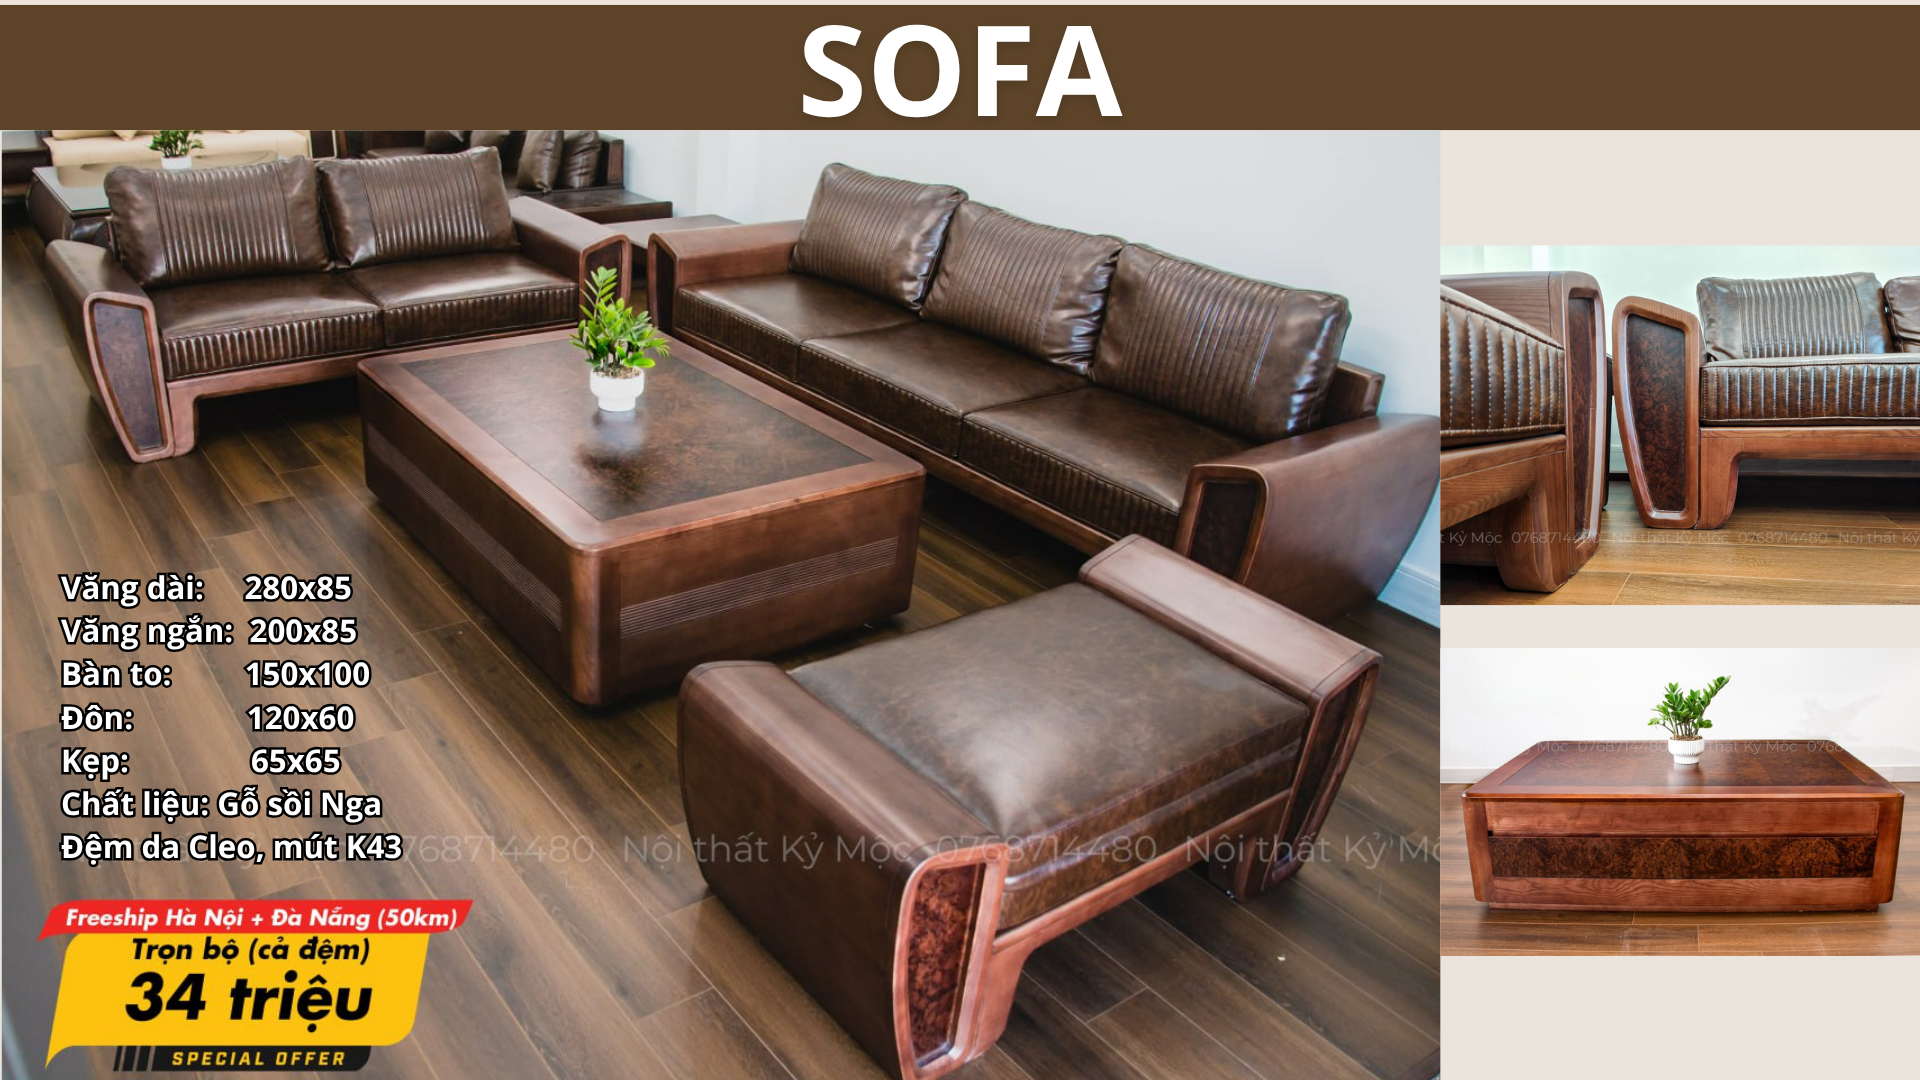 SOFA
Văng dài: 280x85
Văng ngắn: 200x85
Bàn to: 150x100
Đôn: 120x60
Kẹp: 65x65
Chất liệu: Gỗ sồi Nga
Đệm da Cleo, mút K43
768714480 Nội thất Kỷ Mộc 0768714480 Nội thất Kỷ Mộ
Freeship Hà Nội + Đà Nẵng (50km)
Trọn bộ (cả đệm)
34 triệu
SPECIAL OFFER
t Kỷ Mộc 0768714480 Nội thất Kỷ Mộc 0768714480 Nội thất Kỷ
Mộc 0768714480 thất Kỷ Mộc 0768